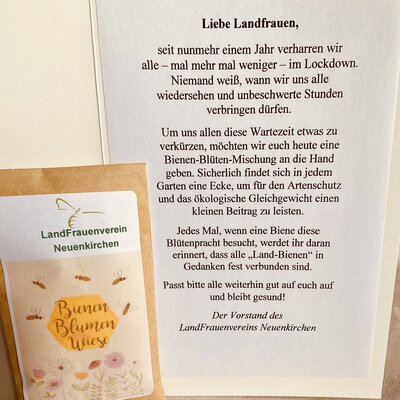 Liebe Landfrauen,
seit nunmehr einem Jahr verharren wir
alle – mal mehr mal weniger – im Lockdown.
Niemand weiß, wann wir uns alle
wiedersehen und unbeschwerte Stunden
verbringen dürfen.
Um uns allen diese Wartezeit etwas zu
verkürzen, möchten wir euch heute eine
Bienen-Blüten-Mischung an die Hand
geben. Sicherlich findet sich in jedem
Garten eine Ecke, um für den Artenschutz
und das ökologische Gleichgewicht einen
kleinen Beitrag zu leisten.
Jedes Mal, wenn eine Biene diese
Blütenpracht besucht, werdet ihr daran
erinnert, dass alle „Land-Bienen" in
Gedanken fest verbunden sind.
Passt bitte alle weiterhin gut auf euch auf
und bleibt gesund!
Der Vorstand des
LandFrauenvereins Neuenkirchen
LandFrauenverein
Neuenkirchen
Bienen
Blumen
Wiese